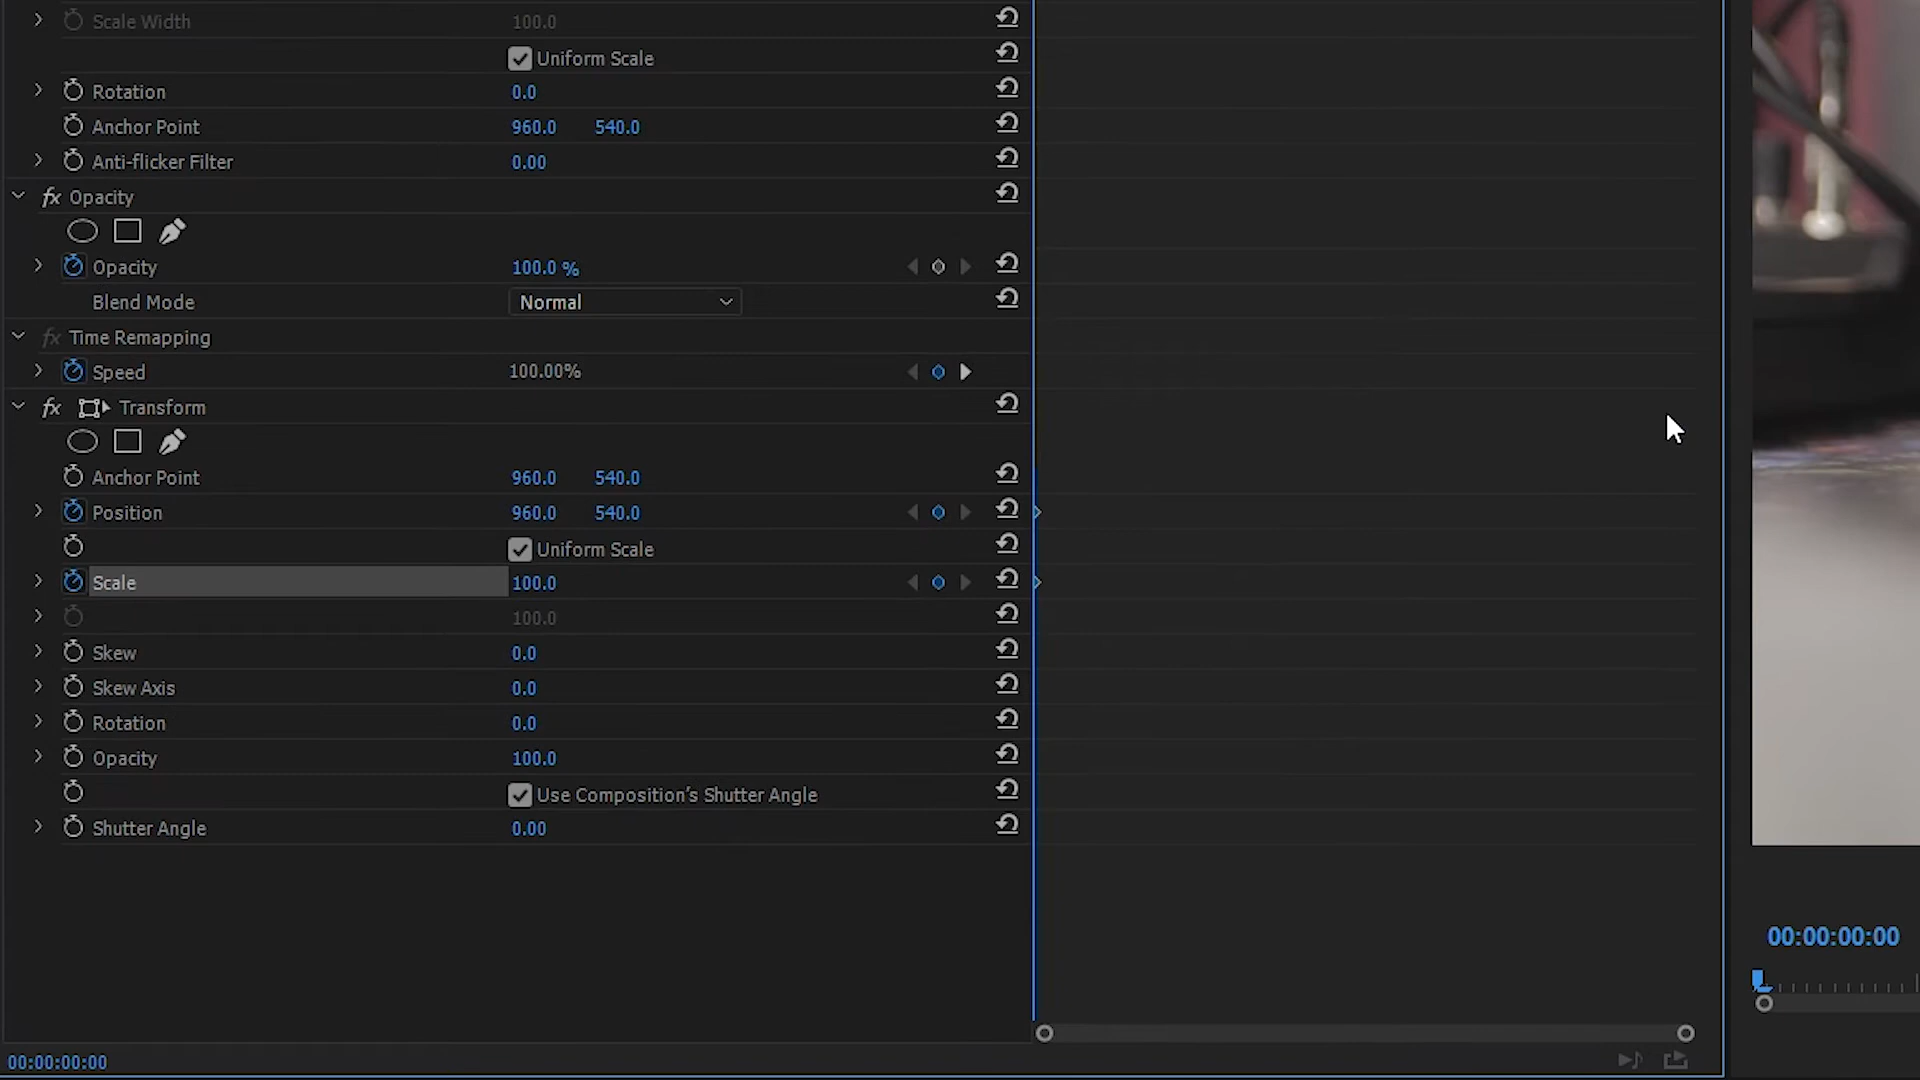 Scale Width 100.0
Uniform Scale
Rotation 0.0
Anchor Point 960.0 540.0
Anti-flicker Filter 0.00
fx Opacity
Opacity 100.0 %
Blend Mode Normal
fx Time Remapping
Speed 100.00%
fx Transform
Anchor Point 960.0 540.0
Position 960.0 540.0
Uniform Scale
Scale 100.0
100.0
Skew 0.0
Skew Axis 0.0
Rotation 0.0
Opacity 100.0
Use Composition's Shutter Angle
Shutter Angle 0.00
00:00:00:00
00:00:00:00